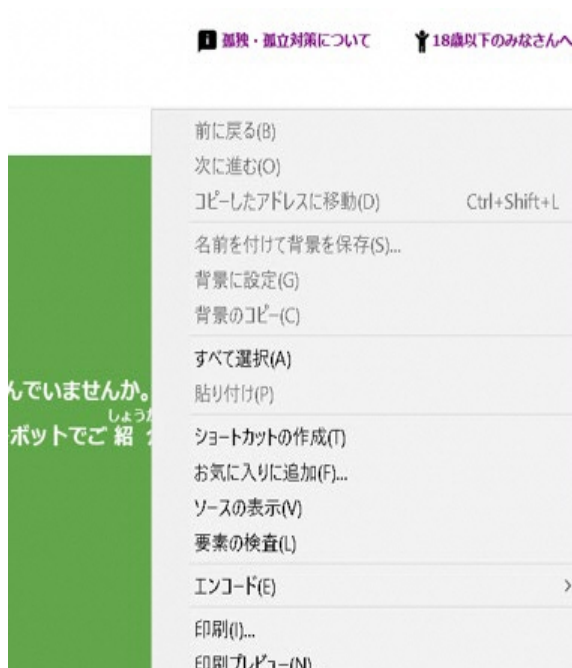 孤独・孤立対策について
18歳以下のみなさんへ
前に戻る(B)
次に進む(O)
コピーしたアドレスに移動(D) Ctrl+Shift+L
名前を付けて背景を保存(S)...
背景に設定(G)
背景のコピー(C)
すべて選択(A)
貼り付け(P)
んでいませんか。
しょうか
ボットでご紹
ショートカットの作成(T)
お気に入りに追加(F)...
ソースの表示(V)
要素の検査(L)
エンコード(E)
印刷(I)...
印刷プレビュー(N)